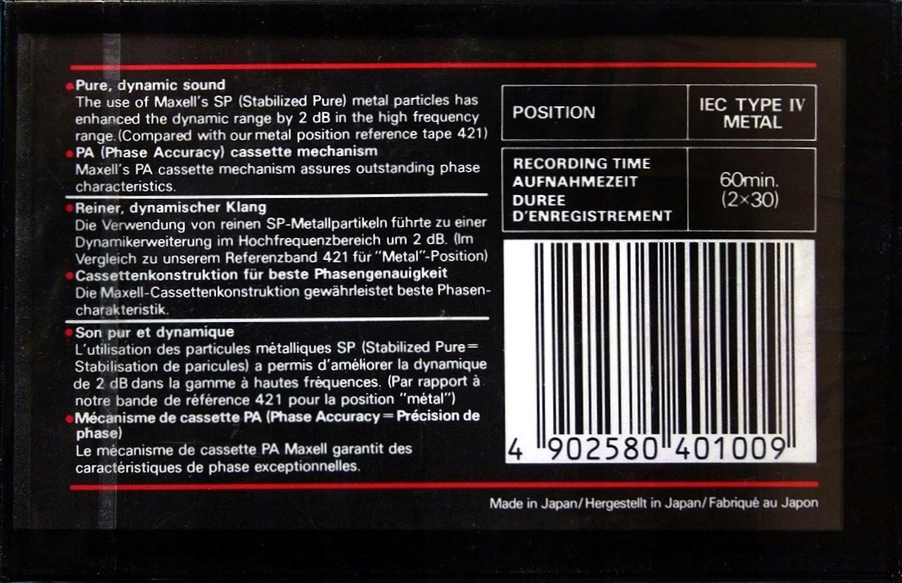 •Pure, dynamic sound
The use of Maxell's SP (Stabilized Pure) metal particles has
enhanced the dynamic range by 2 dB in the high frequency
range. (Compared with our metal position reference tape 421)
•PA (Phase Accuracy) cassette mechanism
Maxell's PA cassette mechanism assures outstanding phase
characteristics.
•Reiner, dynamischer Klang
Die Verwendung von reinen SP-Metallpartikeln führte zu einer
Dynamikerweiterung im Hochfrequenzbereich um 2 dB. (Im
Vergleich zu unserem Referenzband 421 für "Metal"-Position)
•Cassettenkonstruktion für beste Phasengenauigkeit
Die Maxell-Cassettenkonstruktion gewährleistet beste Phasen-
charakteristik.
•Son pur et dynamique
L'utilisation des particules métalliques SP (Stabilized Pure=
Stabilisation de paricules) a permis d'améliorer la dynamique
de 2 dB dans la gamme à hautes fréquences. (Par rapport à
notre bande de référence 421 pour la position "métal")
•Mécanisme de cassette PA (Phase Accuracy=Précision de
phase)
Le mécanisme de cassette PA Maxell garantit des
caractéristiques de phase exceptionnelles.
POSITION
IEC TYPE IV
METAL
RECORDING TIME
AUFNAHMEZEIT
DUREE
D'ENREGISTREMENT
60min.
(2×30)
4 902580 401009
Made in Japan/Hergestellt in Japan/Fabriqué au Japon